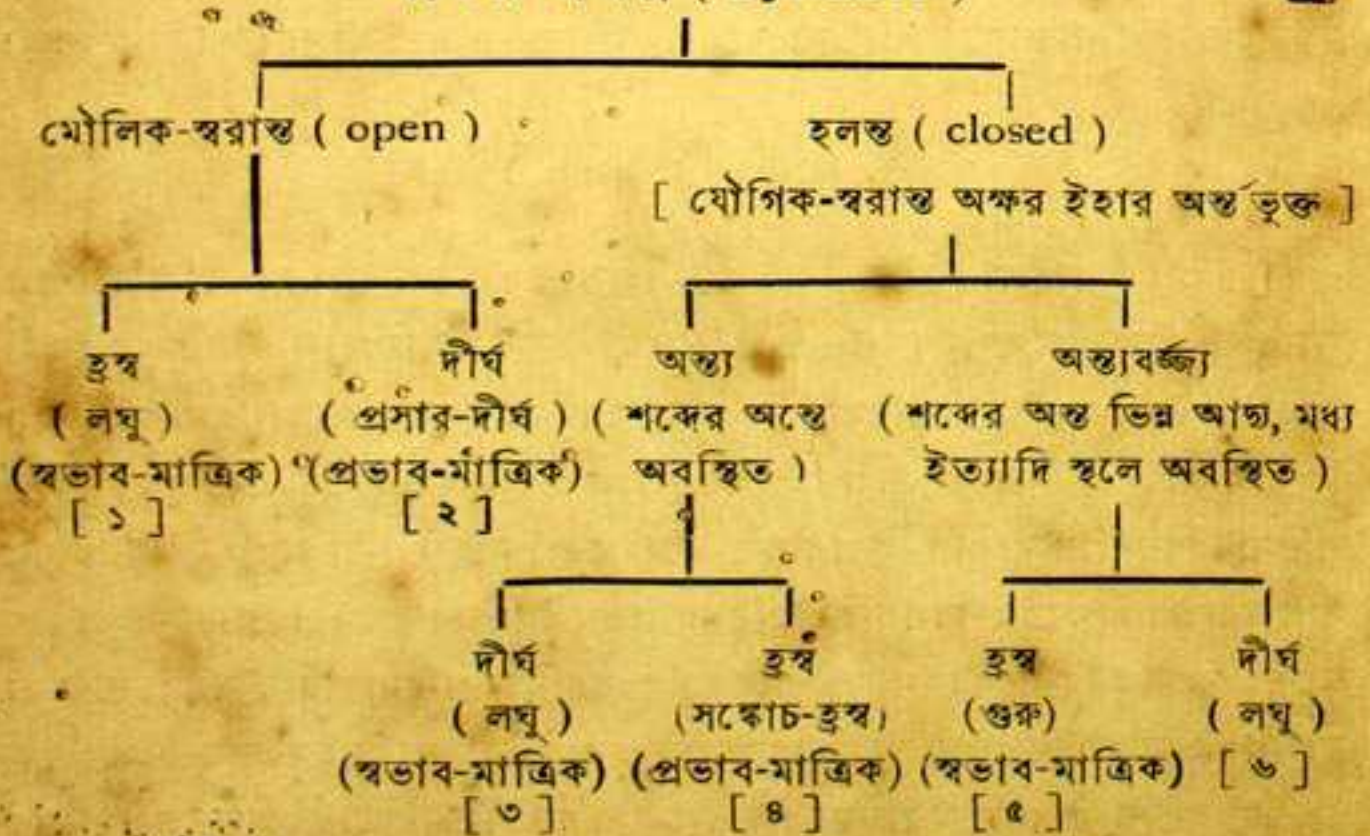 মৌলিক-স্বরান্ত ( open ) হলন্ত ( closed )
[ যৌগিক-স্বরান্ত অক্ষর ইহার অন্তর্ভুক্ত ]
হ্রস্ব দীর্ঘ অন্ত্য অন্ত্যবর্জ্জ্য
( লঘু ) ( প্রসার-দীর্ঘ ) ( শব্দের অন্তে ( শব্দের অন্ত ভিন্ন আদ্য, মধ্য
(স্বভাব-মাত্রিক) (প্রভাব-মাত্রিক) অবস্থিত ) ইত্যাদি স্থলে অবস্থিত )
[ ১ ] [ ২ ]
দীর্ঘ হ্রস্ব হ্রস্ব দীর্ঘ
( লঘু ) (সঙ্কোচ-হ্রস্ব) (গুরু) ( লঘু )
(স্বভাব-মাত্রিক) (প্রভাব-মাত্রিক) (স্বভাব-মাত্রিক) [ ৬ ]
[ ৩ ] [ ৪ ] [ ৫ ]